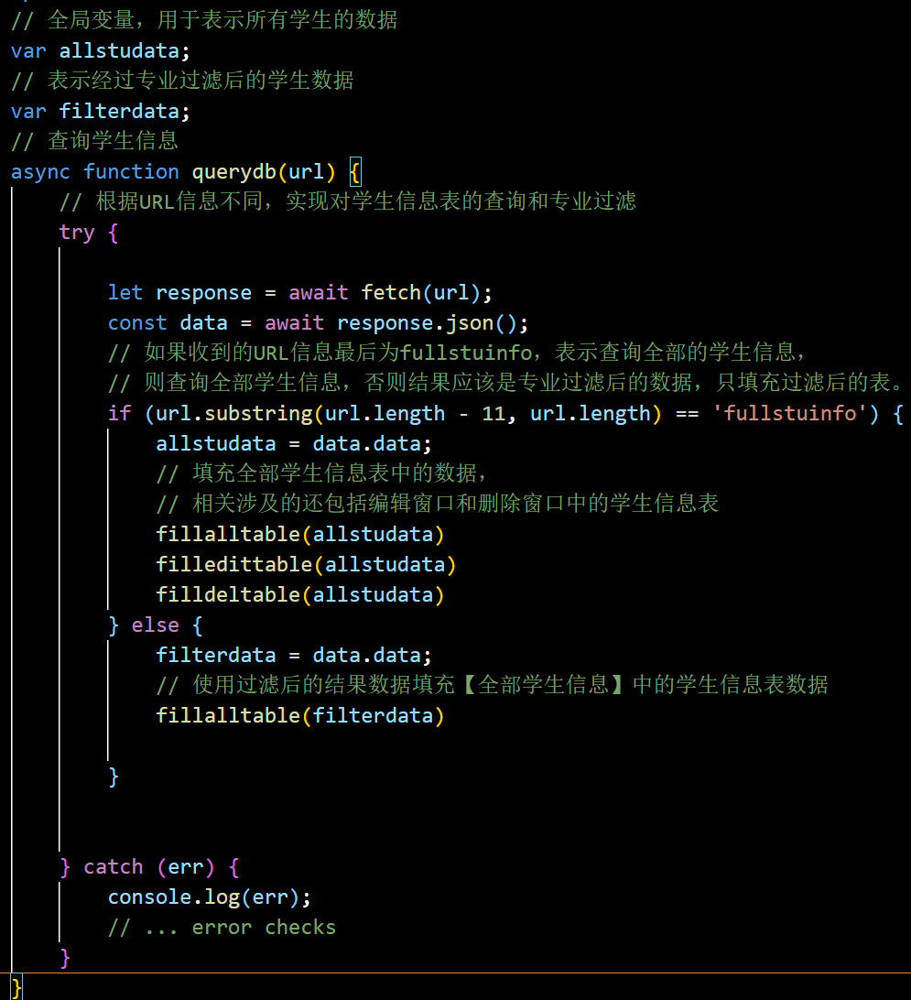 // 全局变量，用于表示所有学生的数据
var allstudata;
// 表示经过专业过滤后的学生数据
var filterdata;
// 查询学生信息
async function querydb(url) {
    // 根据URL信息不同，实现对学生信息表的查询和专业过滤
    try {
        let response = await fetch(url);
        const data = await response.json();
        // 如果收到的URL信息最后为fullstuinfo，表示查询全部的学生信息，
        // 则查询全部学生信息，否则结果应该是专业过滤后的数据，只填充过滤后的表。
        if (url.substring(url.length - 11, url.length) == 'fullstuinfo') {
            allstudata = data.data;
            // 填充全部学生信息表中的数据，
            // 相关涉及的还包括编辑窗口和删除窗口中的学生信息表
            fillalltable(allstudata)
            filledittable(allstudata)
            filldeltable(allstudata)
        } else {
            filterdata = data.data;
            // 使用过滤后的结果数据填充【全部学生信息】中的学生信息表数据
            fillalltable(filterdata)
        }
    } catch (err) {
        console.log(err);
        // ... error checks
    }
}